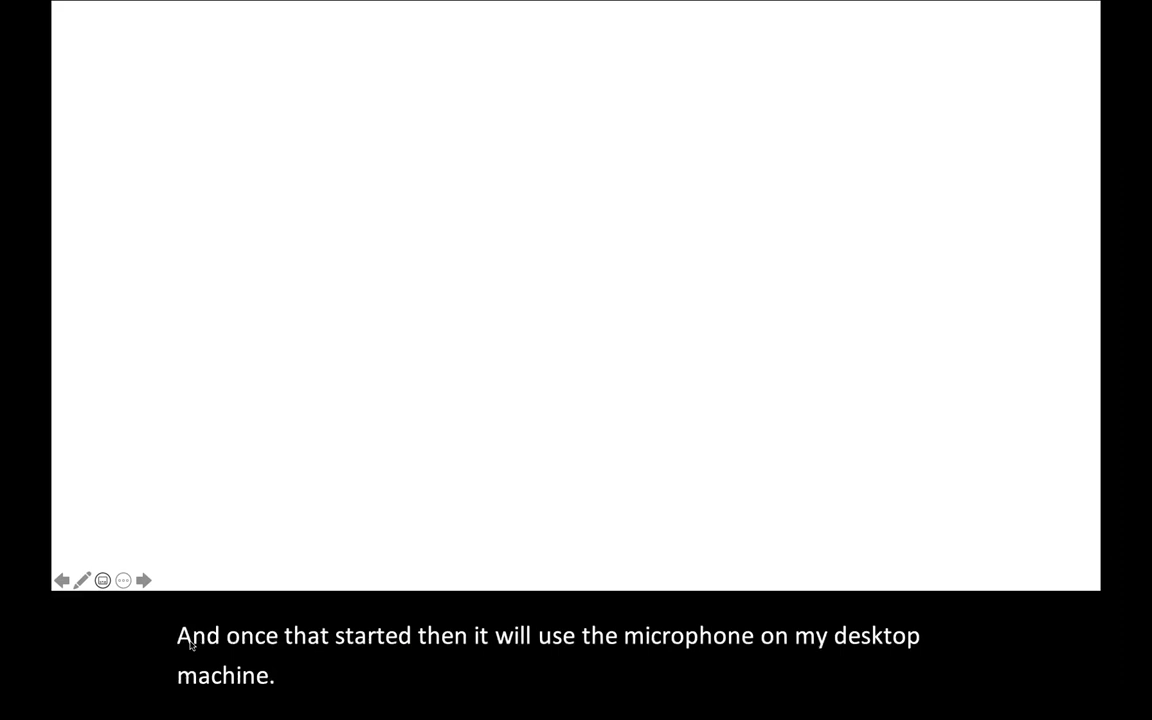 And once that started then it will use the microphone on my desktop
machine.